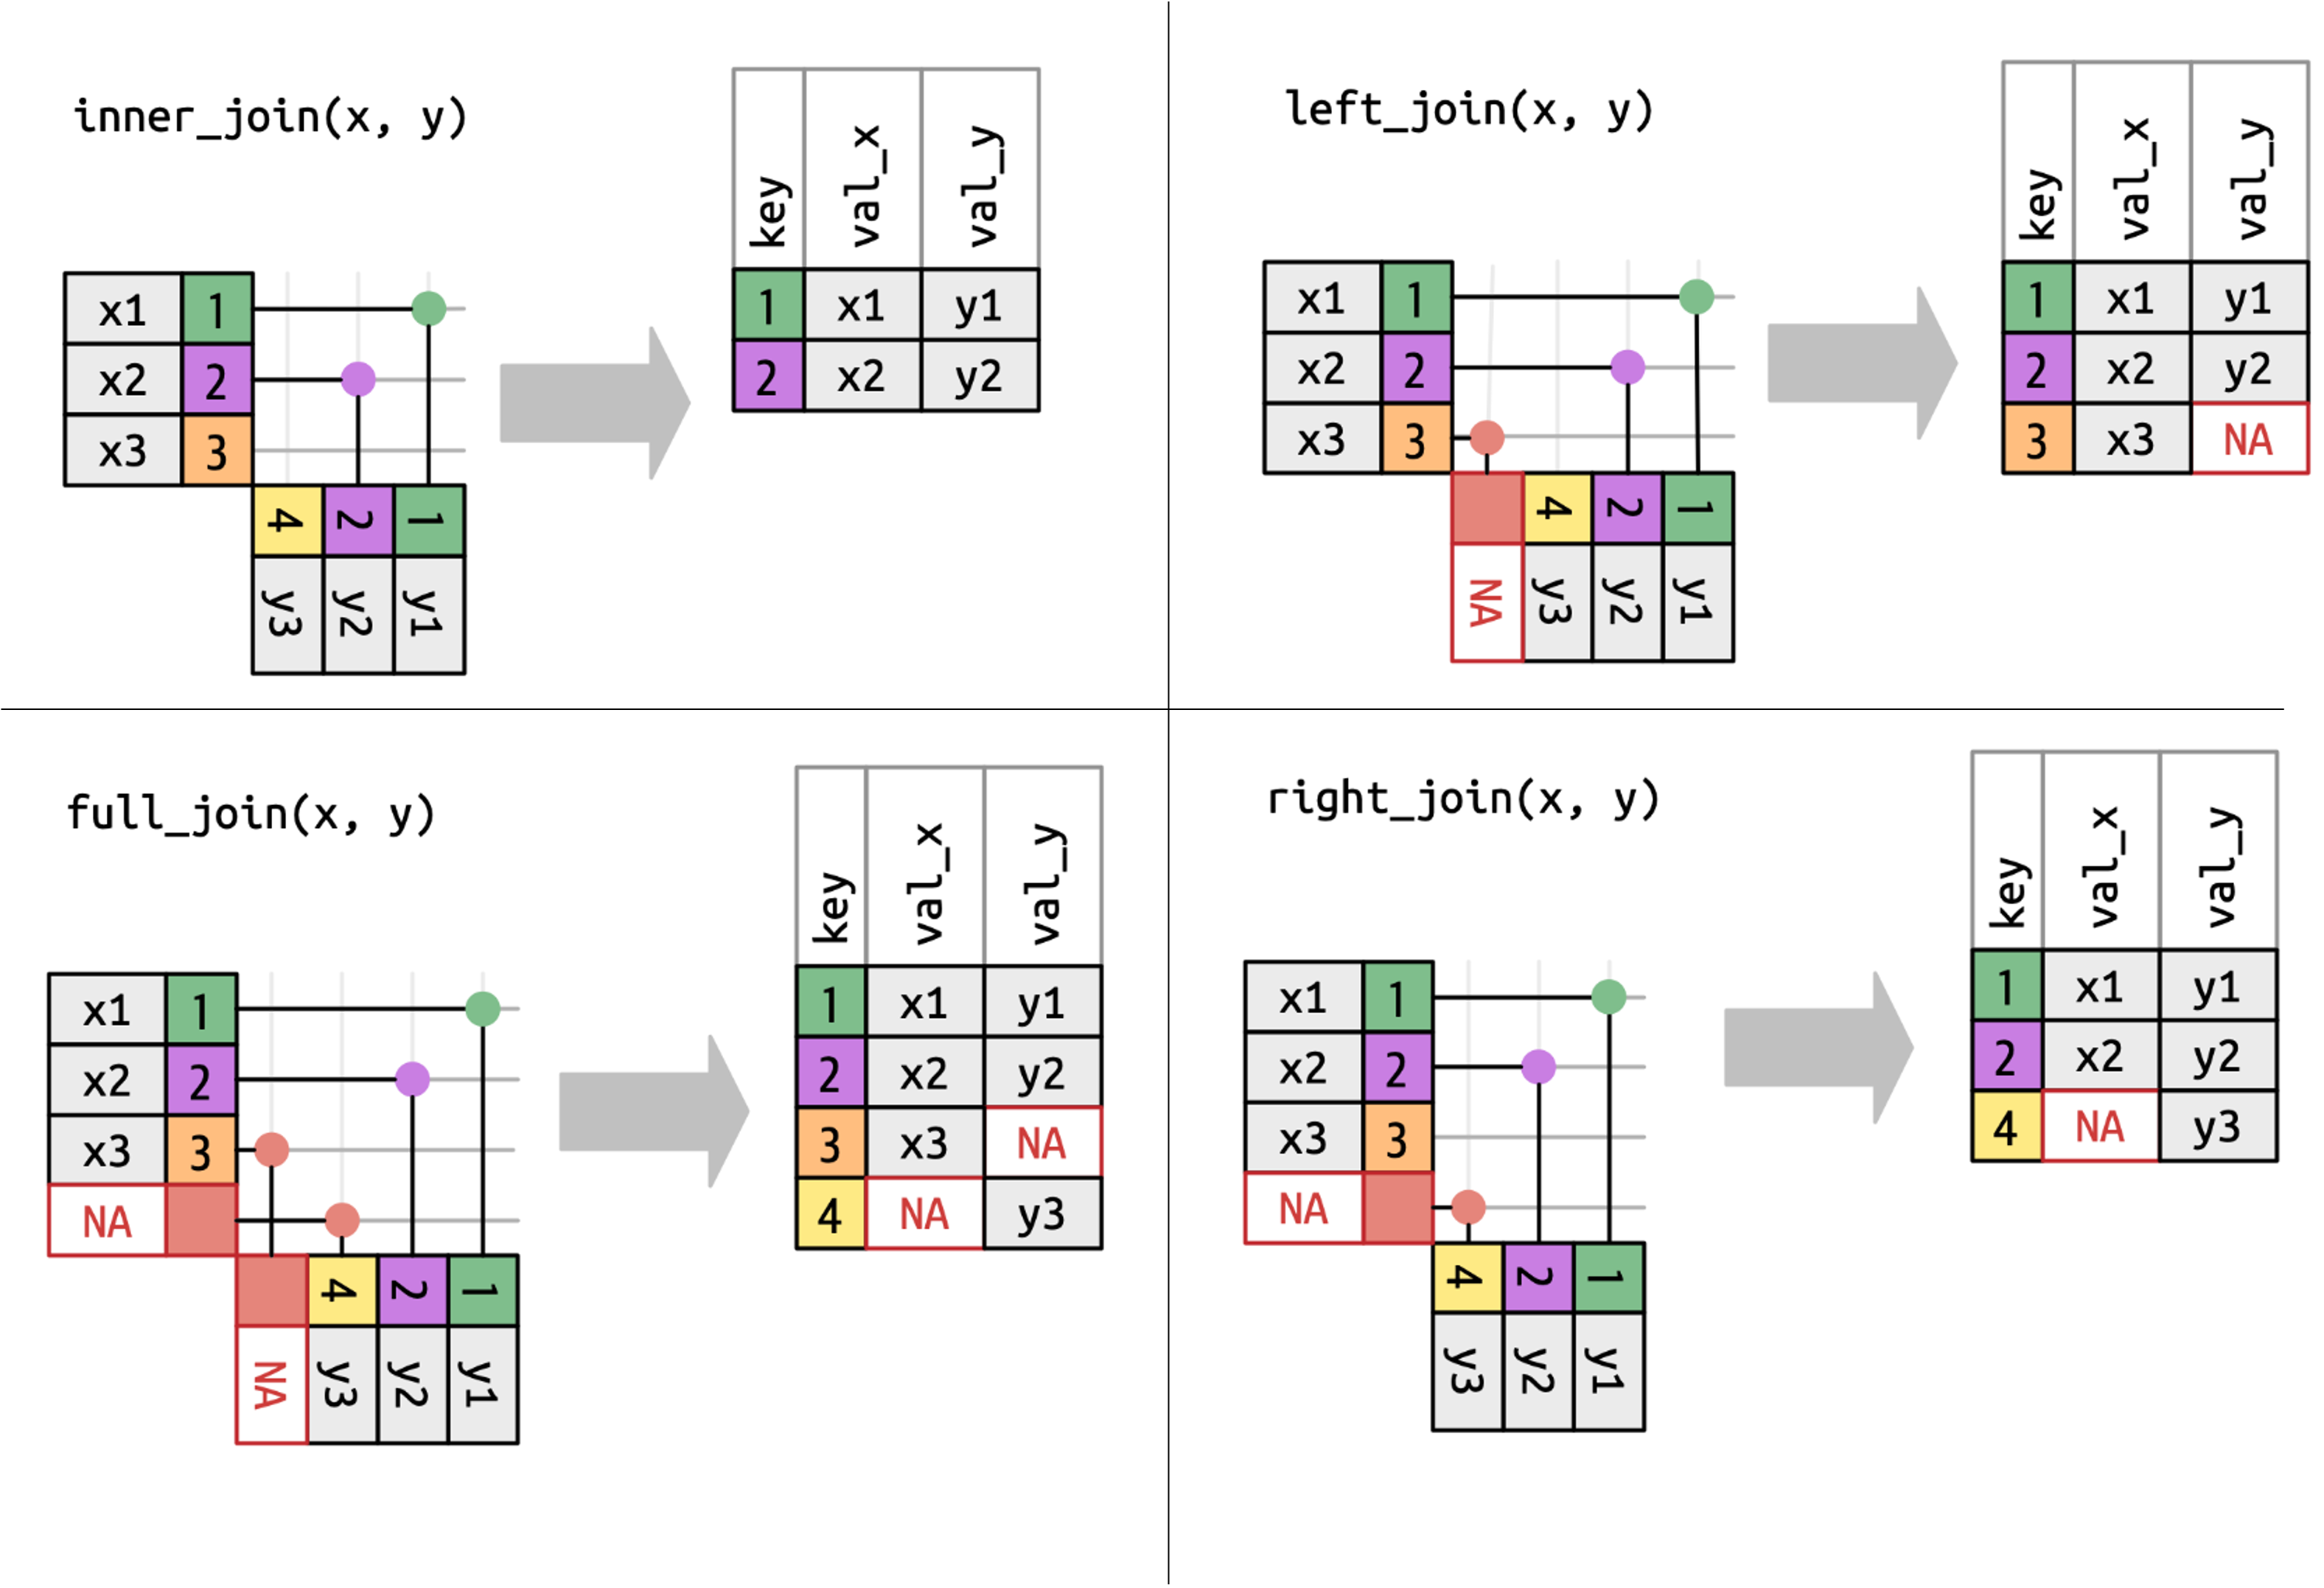 inner_join(x, y)
key val_x val_y
1 x1 y1
2 x2 y2
x1 1
x2 2
x3 3
4 2 1
y3 y2 y1
left_join(x, y)
key val_x val_y
1 x1 y1
2 x2 y2
3 x3 NA
x1 1
x2 2
x3 3
4 2 1
NA y3 y2 y1
full_join(x, y)
key val_x val_y
1 x1 y1
2 x2 y2
3 x3 NA
4 NA y3
x1 1
x2 2
x3 3
NA
4 2 1
NA y3 y2 y1
right_join(x, y)
key val_x val_y
1 x1 y1
2 x2 y2
4 NA y3
x1 1
x2 2
x3 3
NA
4 2 1
y3 y2 y1